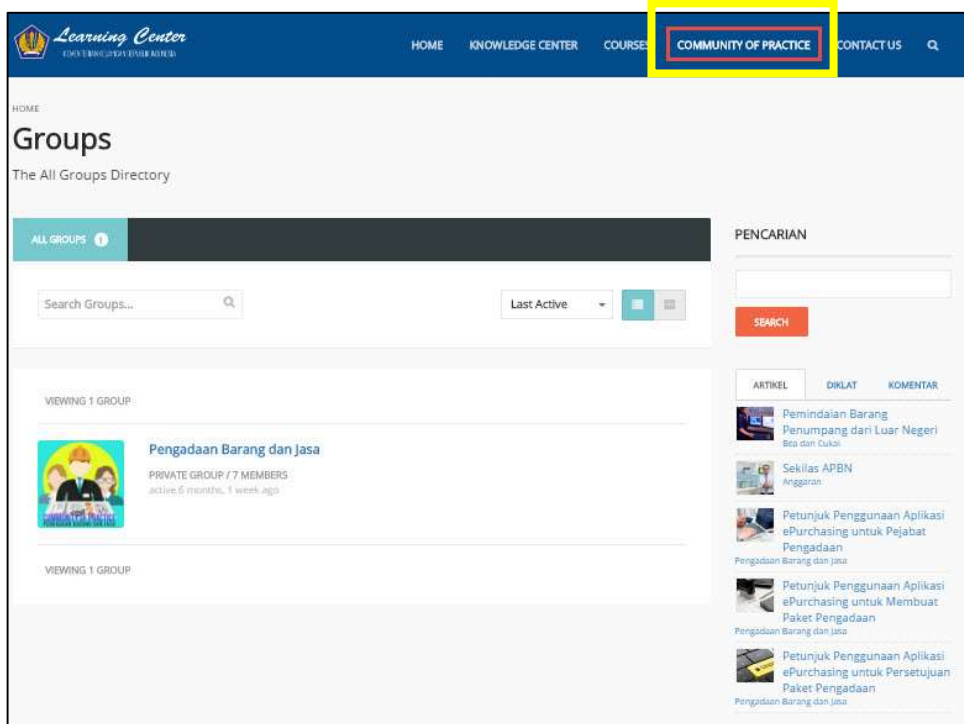 Learning Center
HOME
KNOWLEDGE CENTER
COURSES
COMMUNITY OF PRACTICE
CONTACT US
HOME
Groups
The All Groups Directory
ALL GROUPS 1
Search Groups...
Last Active
VIEWING 1 GROUP
Pengadaan Barang dan Jasa
PRIVATE GROUP / 7 MEMBERS
active 6 months, 1 week ago
VIEWING 1 GROUP
PENCARIAN
SEARCH
ARTIKEL
DIKLAT
KOMENTAR
Pemindaian Barang
Penumpang dari Luar Negeri
Bea dan Cukai
Sekilas APBN
Anggaran
Petunjuk Penggunaan Aplikasi
ePurchasing untuk Pejabat
Pengadaan
Pengadaan Barang dan Jasa
Petunjuk Penggunaan Aplikasi
ePurchasing untuk Membuat
Paket Pengadaan
Pengadaan Barang dan Jasa
Petunjuk Penggunaan Aplikasi
ePurchasing untuk Persetujuan
Paket Pengadaan
Pengadaan Barang dan Jasa